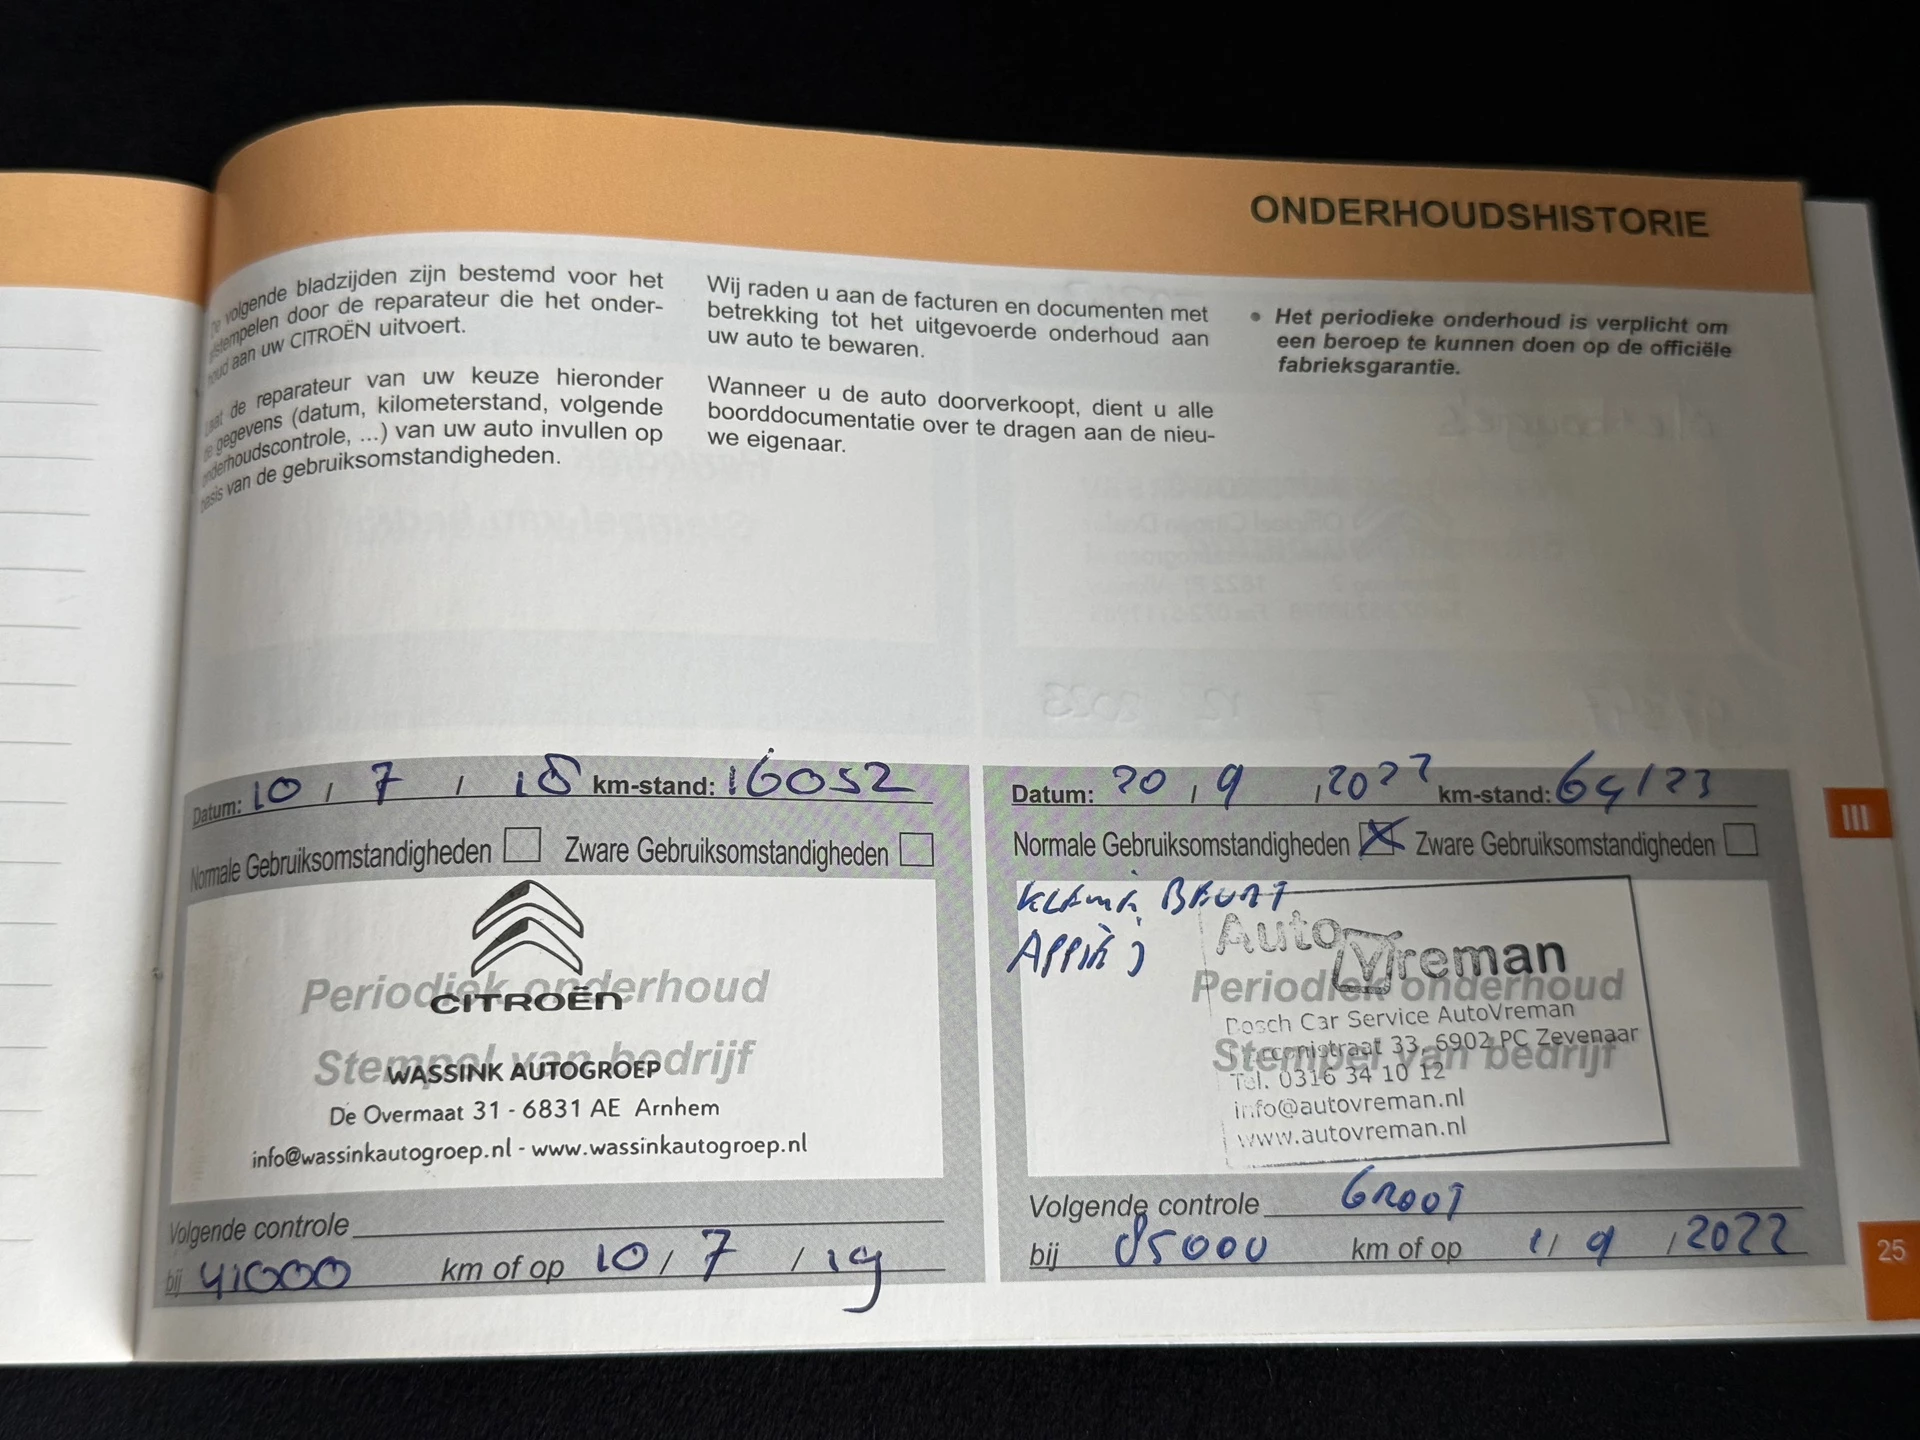 ONDERHOUDSHISTORIE
De volgende bladzijden zijn bestemd voor het
afstempelen door de reparateur die het onder-
houd aan uw CITROËN uitvoert.
Laat de reparateur van uw keuze hieronder
de gegevens (datum, kilometerstand, volgende
onderhoudscontrole, ...) van uw auto invullen op
basis van de gebruiksomstandigheden.
Wij raden u aan de facturen en documenten met
betrekking tot het uitgevoerde onderhoud aan
uw auto te bewaren.
Wanneer u de auto doorverkoopt, dient u alle
boorddocumentatie over te dragen aan de nieu-
we eigenaar.
• Het periodieke onderhoud is verplicht om
een beroep te kunnen doen op de officiële
fabrieksgarantie.
Datum: 10 / 7 / 18 km-stand: 16052
Normale Gebruiksomstandigheden Zware Gebruiksomstandigheden
Periodiek onderhoud
CITROËN
Stempel van bedrijf
WASSINK AUTOGROEP
De Overmaat 31 - 6831 AE Arnhem
info@wassinkautogroep.nl - www.wassinkautogroep.nl
Volgende controle
bij 41000 km of op 10 / 7 / 19
Datum: 20 / 9 / 2022 km-stand:
Normale Gebruiksomstandigheden X Zware Gebruiksomstandigheden
BEURT
Auto Vreman
Periodiek onderhoud
Bosch Car Service AutoVreman
Marconistraat 33, 6902 PC Zevenaar
Stempel van bedrijf
Tel. 0316 34 10 12
info@autovreman.nl
www.autovreman.nl
Volgende controle GROOT
bij 85000 km of op 1 / 9 / 2022
III
25